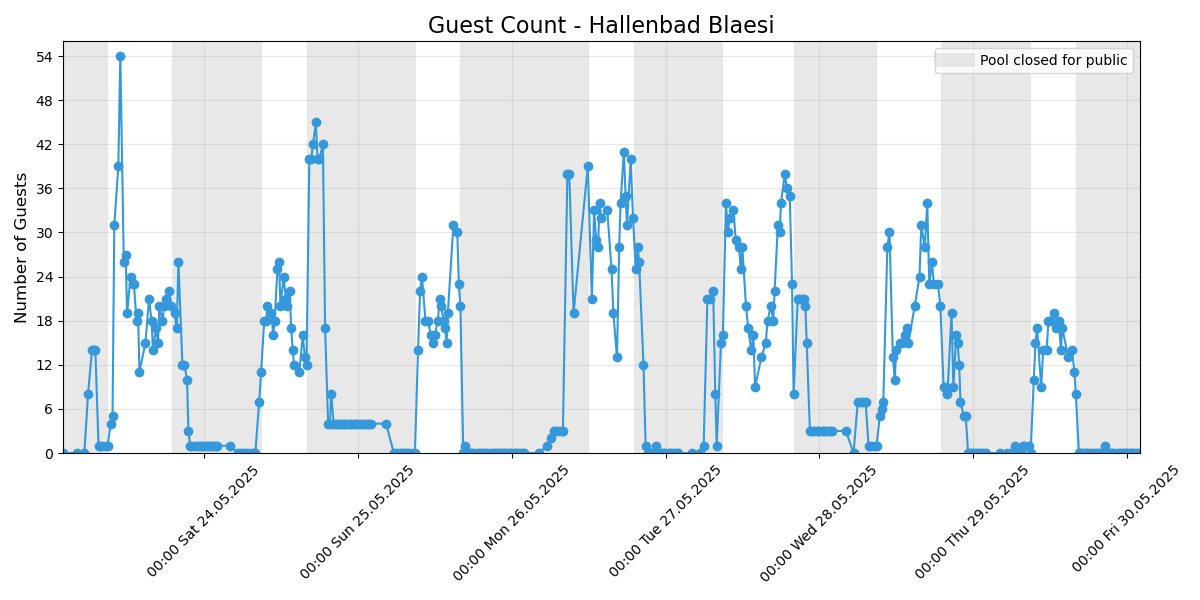 Guest Count - Hallenbad Blaesi
Pool closed for public
Number of Guests
54
48
42
36
30
24
18
12
6
0
00:00 Sat 24.05.2025
00:00 Sun 25.05.2025
00:00 Mon 26.05.2025
00:00 Tue 27.05.2025
00:00 Wed 28.05.2025
00:00 Thu 29.05.2025
00:00 Fri 30.05.2025